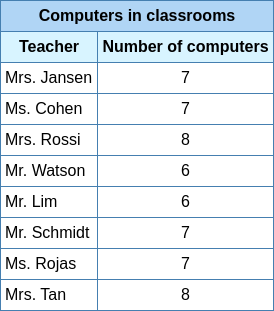 Computers in classrooms
Teacher Number of computers
Mrs. Jansen 7
Ms. Cohen 7
Mrs. Rossi 8
Mr. Watson 6
Mr. Lim 6
Mr. Schmidt 7
Ms. Rojas 7
Mrs. Tan 8